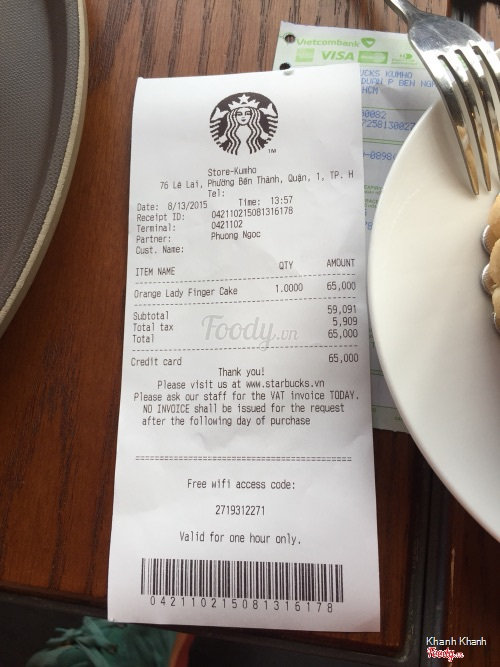 Vietcombank
VISA
UCKS KUMHO
HCM
TM
Store-Kumho
76 Lê Lai, Phường Bến Thành, Quận, 1, TP. H
Tel:
Date: 8/13/2015 Time: 13:57
Receipt ID: 042110215081316178
Terminal: 0421102
Partner: Phuong Ngoc
Cust. Name:
ITEM NAME QTY AMOUNT
Orange Lady Finger Cake 1.0000 65,000
Subtotal 59,091
Total tax 5,909
Total 65,000
Foody.vn
Credit card 65,000
Thank you!
Please visit us at www.starbucks.vn
Please ask our staff for the VAT invoice TODAY.
NO INVOICE shall be issued for the request
after the following day of purchase
Free wifi access code:
2719312271
Valid for one hour only.
042110215081316178
Khanh Khanh
Foody.vn